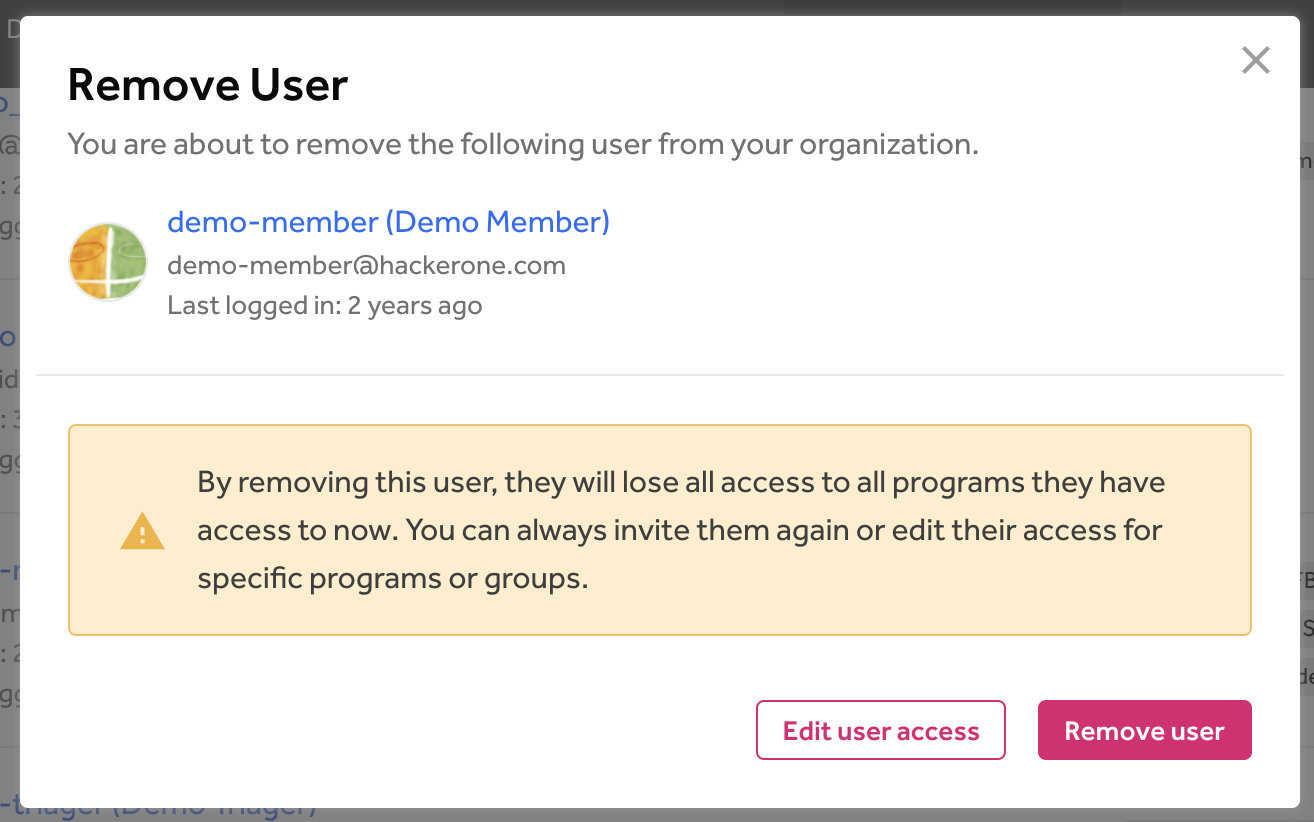 Remove User
You are about to remove the following user from your organization.
demo-member (Demo Member)
demo-member@hackerone.com
Last logged in: 2 years ago
By removing this user, they will lose all access to all programs they have
access to now. You can always invite them again or edit their access for
specific programs or groups.
Edit user access
Remove user